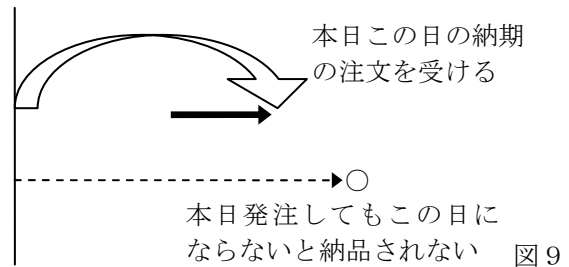 本日この日の納期
の注文を受ける
本日発注してもこの日に
ならないと納品されない
図９